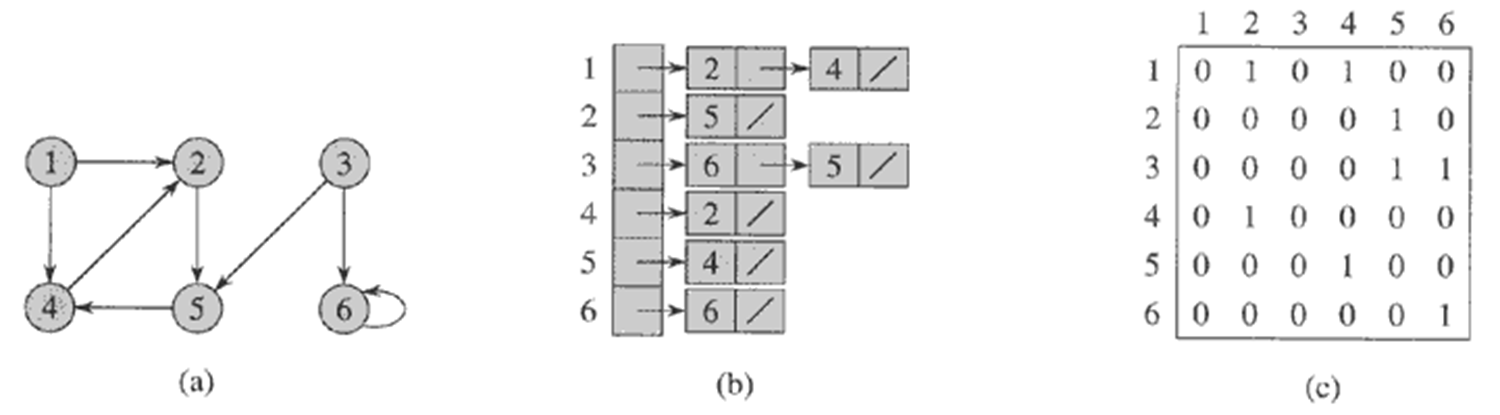 1 2 3
4 5 6
(a)
1 2 4
2 5
3 6 5
4 2
5 4
6 6
(b)
1 2 3 4 5 6
1 0 1 0 1 0 0
2 0 0 0 0 1 0
3 0 0 0 0 1 1
4 0 1 0 0 0 0
5 0 0 0 1 0 0
6 0 0 0 0 0 1
(c)